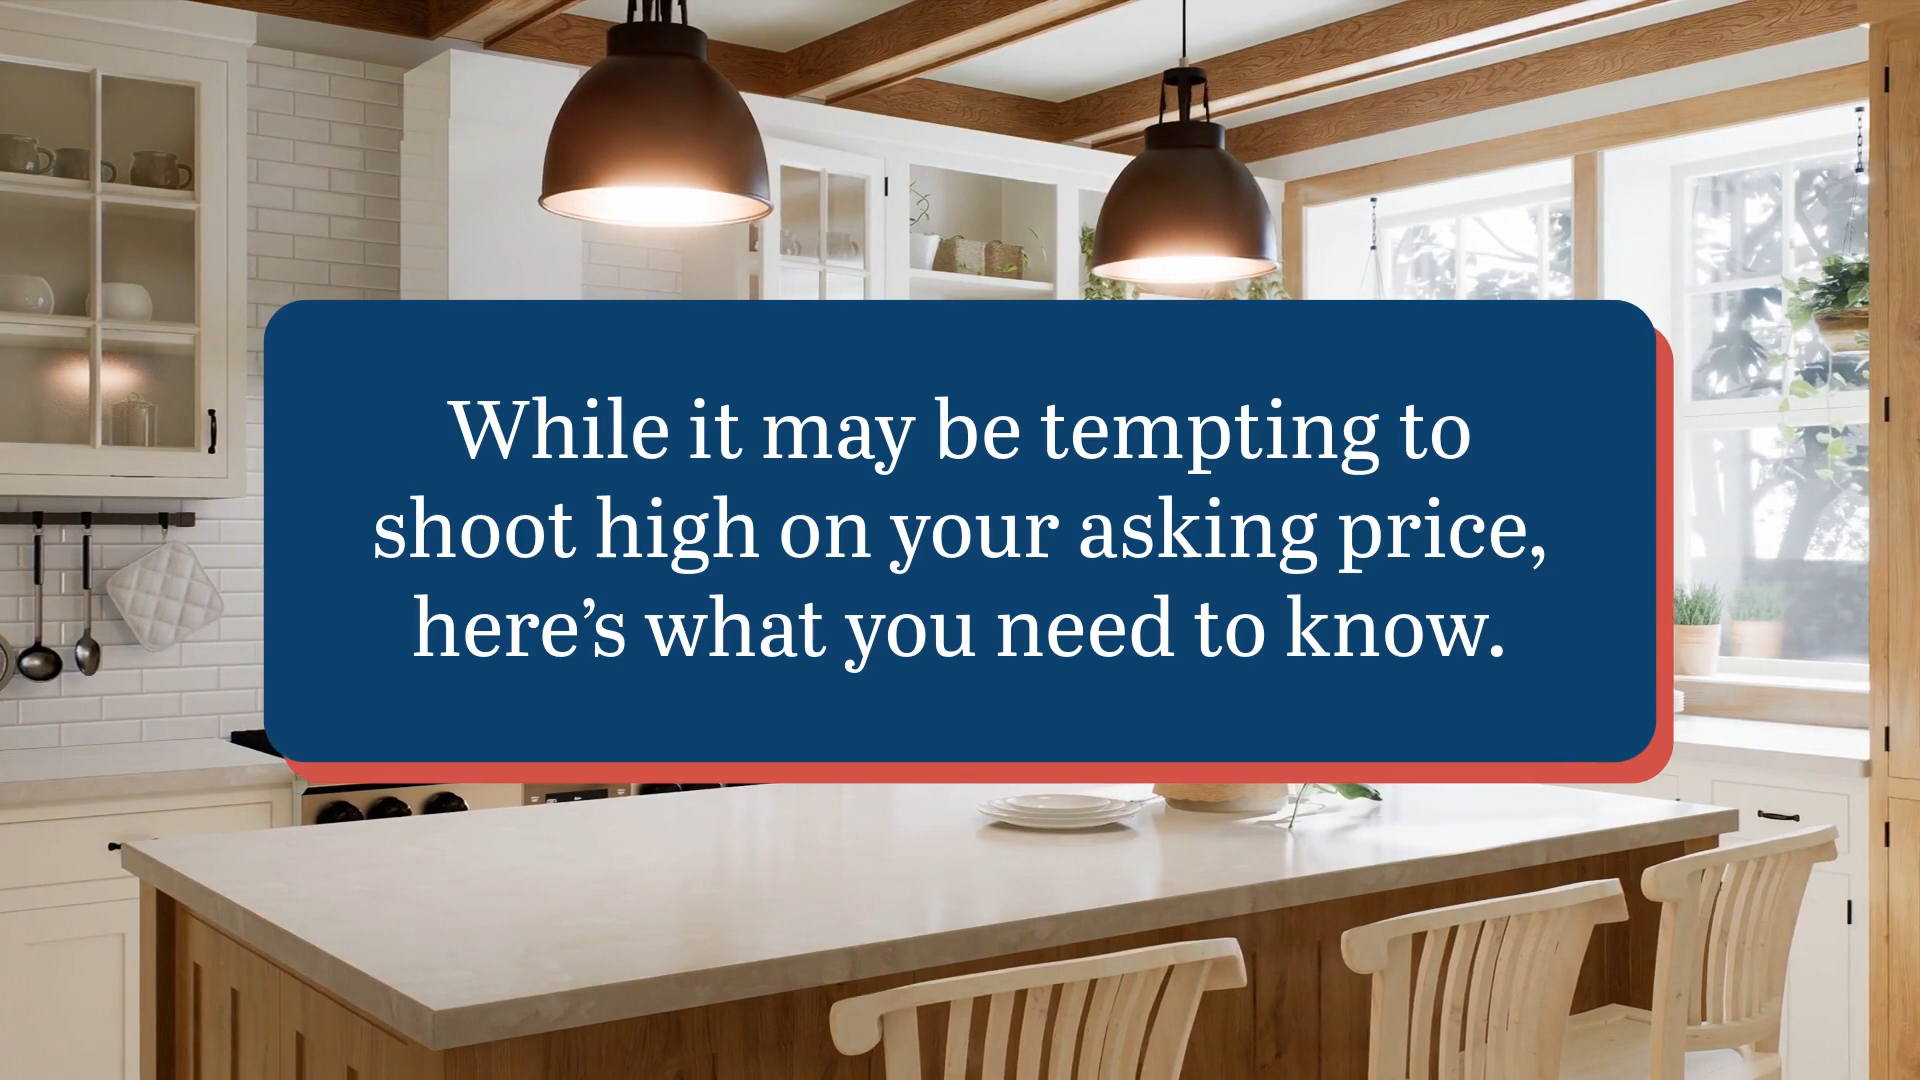 While it may be tempting to
shoot high on your asking price,
here’s what you need to know.